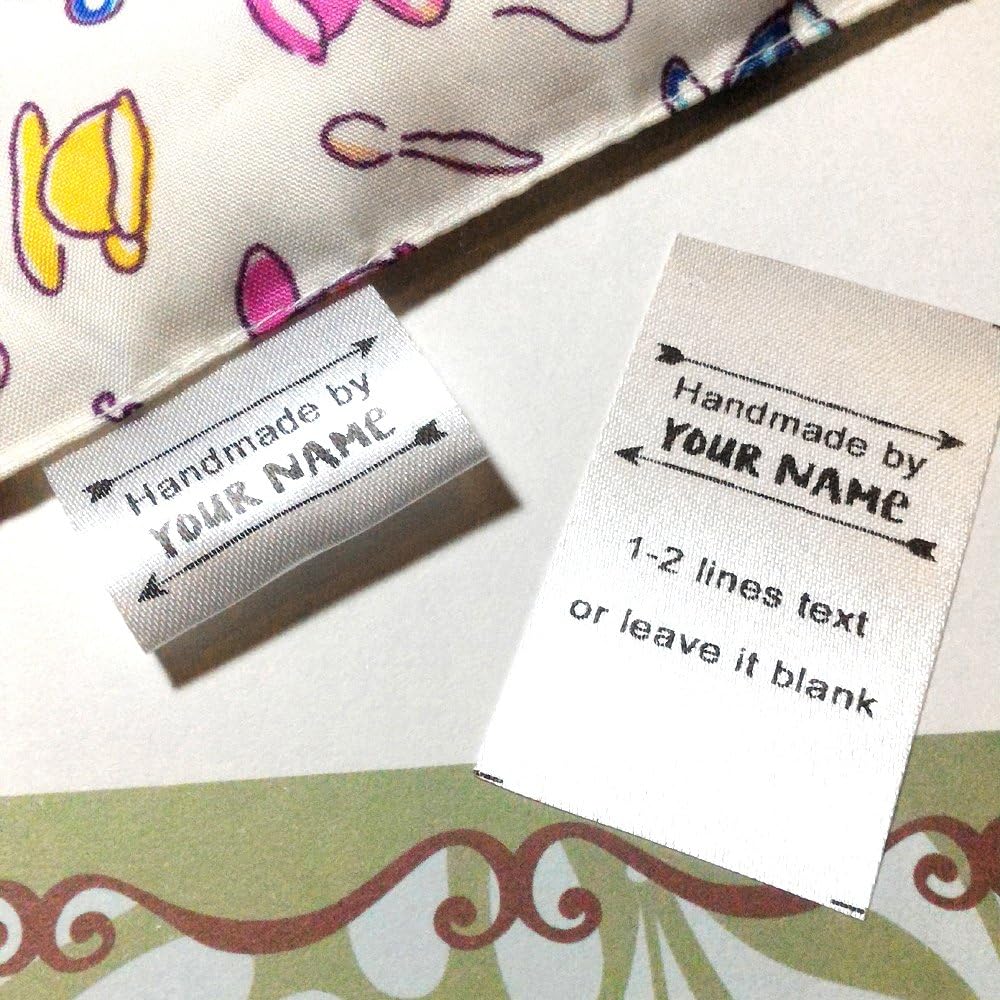 Handmade by
YOUR NAMe
Handmade by
YOUR NAMe
1-2 lines text
or leave it blank